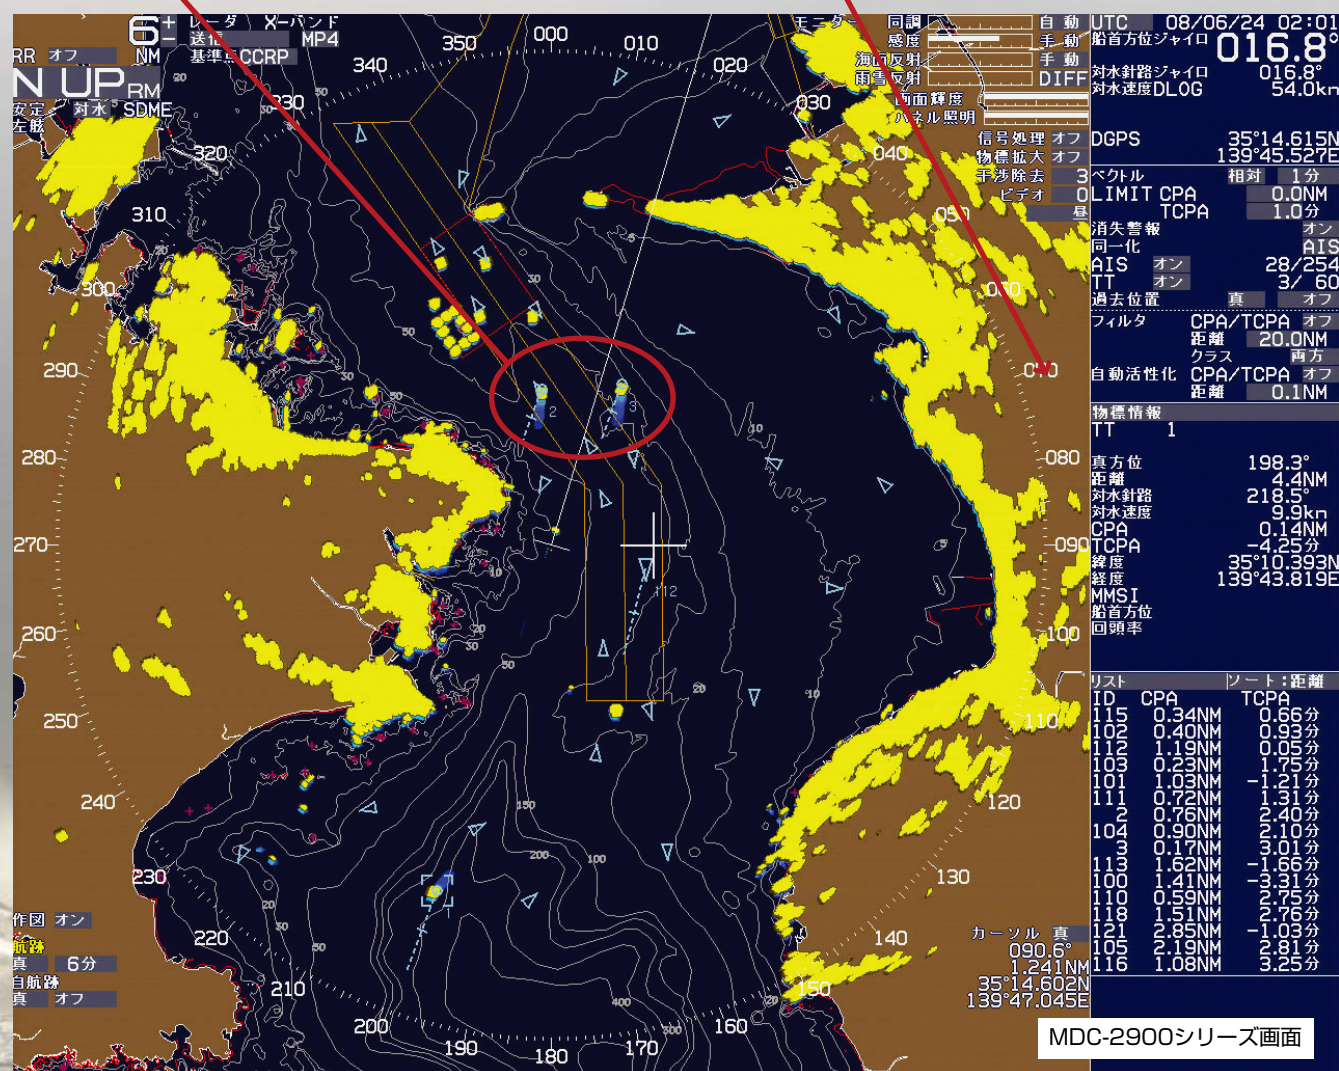 6 + - NM
レーダ X-バンド
送信 MP4
基準点 CCRP
RR オフ
N UP RM
安定 対水 SDME
左舷
モニター
同調 自動
感度 手動
海面反射 手動
雨雪反射 DIFF
画面輝度
パネル照明
信号処理 オフ
物標拡大 オフ
干渉除去 3
ビデオ 0
昼
350 000 010
340 020
330 030
320 040
310 050
300 060
290 070
280 080
270 090
260 100
250 110
240 120
230 130
220 140
210 150
200 160
190 180 170
2 3
112
1
作図 オン
航跡
真 6分
自航跡
真 オフ
カーソル 真
090.6°
1.241NM
35°14.602N
139°47.045E
UTC 08/06/24 02:01
船首方位ジャイロ 016.8°
対水針路ジャイロ 016.8°
対水速度DLOG 54.0kn
DGPS 35°14.615N
139°45.527E
ベクトル 相対 1分
LIMIT CPA 0.0NM
TCPA 1.0分
消失警報 オン
同一化 AIS
AIS オン 28/254
TT オン 3/ 60
過去位置 真 オフ
フィルタ CPA/TCPA オフ
距離 20.0NM
クラス 両方
自動活性化 CPA/TCPA オフ
距離 0.1NM
物標情報
TT 1
真方位 198.3°
距離 4.4NM
対水針路 218.5°
対水速度 9.9kn
CPA 0.14NM
TCPA -4.25分
緯度 35°10.393N
経度 139°43.819E
MMSI
船首方位
回頭率
リスト ソート:距離
ID CPA TCPA
115 0.34NM 0.66分
102 0.40NM 0.93分
112 1.19NM 0.05分
103 0.23NM 1.75分
101 1.03NM -1.21分
111 0.72NM 1.31分
2 0.76NM 2.40分
104 0.90NM 2.10分
3 0.17NM 3.01分
113 1.62NM -1.66分
100 1.41NM -3.31分
110 0.59NM 2.75分
118 1.51NM 2.76分
121 2.85NM -1.03分
105 2.19NM 2.81分
116 1.08NM 3.25分
MDC-2900シリーズ画面